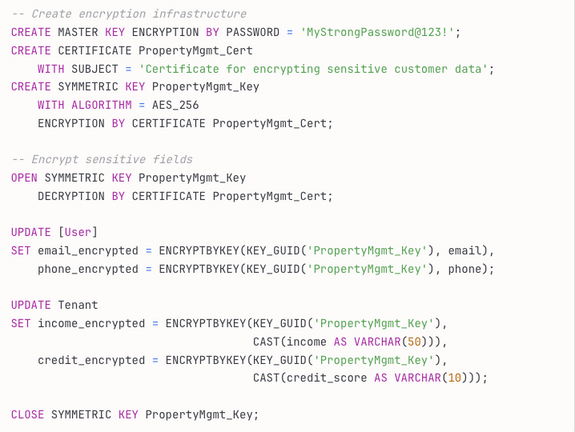 -- Create encryption infrastructure
CREATE MASTER KEY ENCRYPTION BY PASSWORD = 'MyStrongPassword@123!';
CREATE CERTIFICATE PropertyMgmt_Cert
    WITH SUBJECT = 'Certificate for encrypting sensitive customer data';
CREATE SYMMETRIC KEY PropertyMgmt_Key
    WITH ALGORITHM = AES_256
    ENCRYPTION BY CERTIFICATE PropertyMgmt_Cert;

-- Encrypt sensitive fields
OPEN SYMMETRIC KEY PropertyMgmt_Key
    DECRYPTION BY CERTIFICATE PropertyMgmt_Cert;

UPDATE [User]
SET email_encrypted = ENCRYPTBYKEY(KEY_GUID('PropertyMgmt_Key'), email),
    phone_encrypted = ENCRYPTBYKEY(KEY_GUID('PropertyMgmt_Key'), phone);

UPDATE Tenant
SET income_encrypted = ENCRYPTBYKEY(KEY_GUID('PropertyMgmt_Key'),
                                    CAST(income AS VARCHAR(50))),
    credit_encrypted = ENCRYPTBYKEY(KEY_GUID('PropertyMgmt_Key'),
                                    CAST(credit_score AS VARCHAR(10)));

CLOSE SYMMETRIC KEY PropertyMgmt_Key;